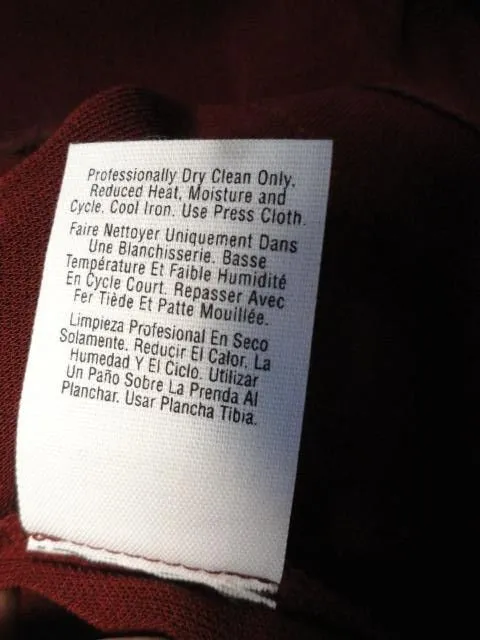 Professionally Dry Clean Only,
Reduced Heat, Moisture and
Cycle. Cool Iron. Use Press Cloth.
Faire Nettoyer Uniquement Dans
Une Blanchisserie. Basse
Température Et Faible Humidité
En Cycle Court. Repasser Avec
Fer Tiède Et Patte Mouillée.
Limpieza Profesional En Seco
Solamente. Reducir El Calor, La
Humedad Y El Ciclo. Utilizar
Un Paño Sobre La Prenda Al
Planchar. Usar Plancha Tibia.